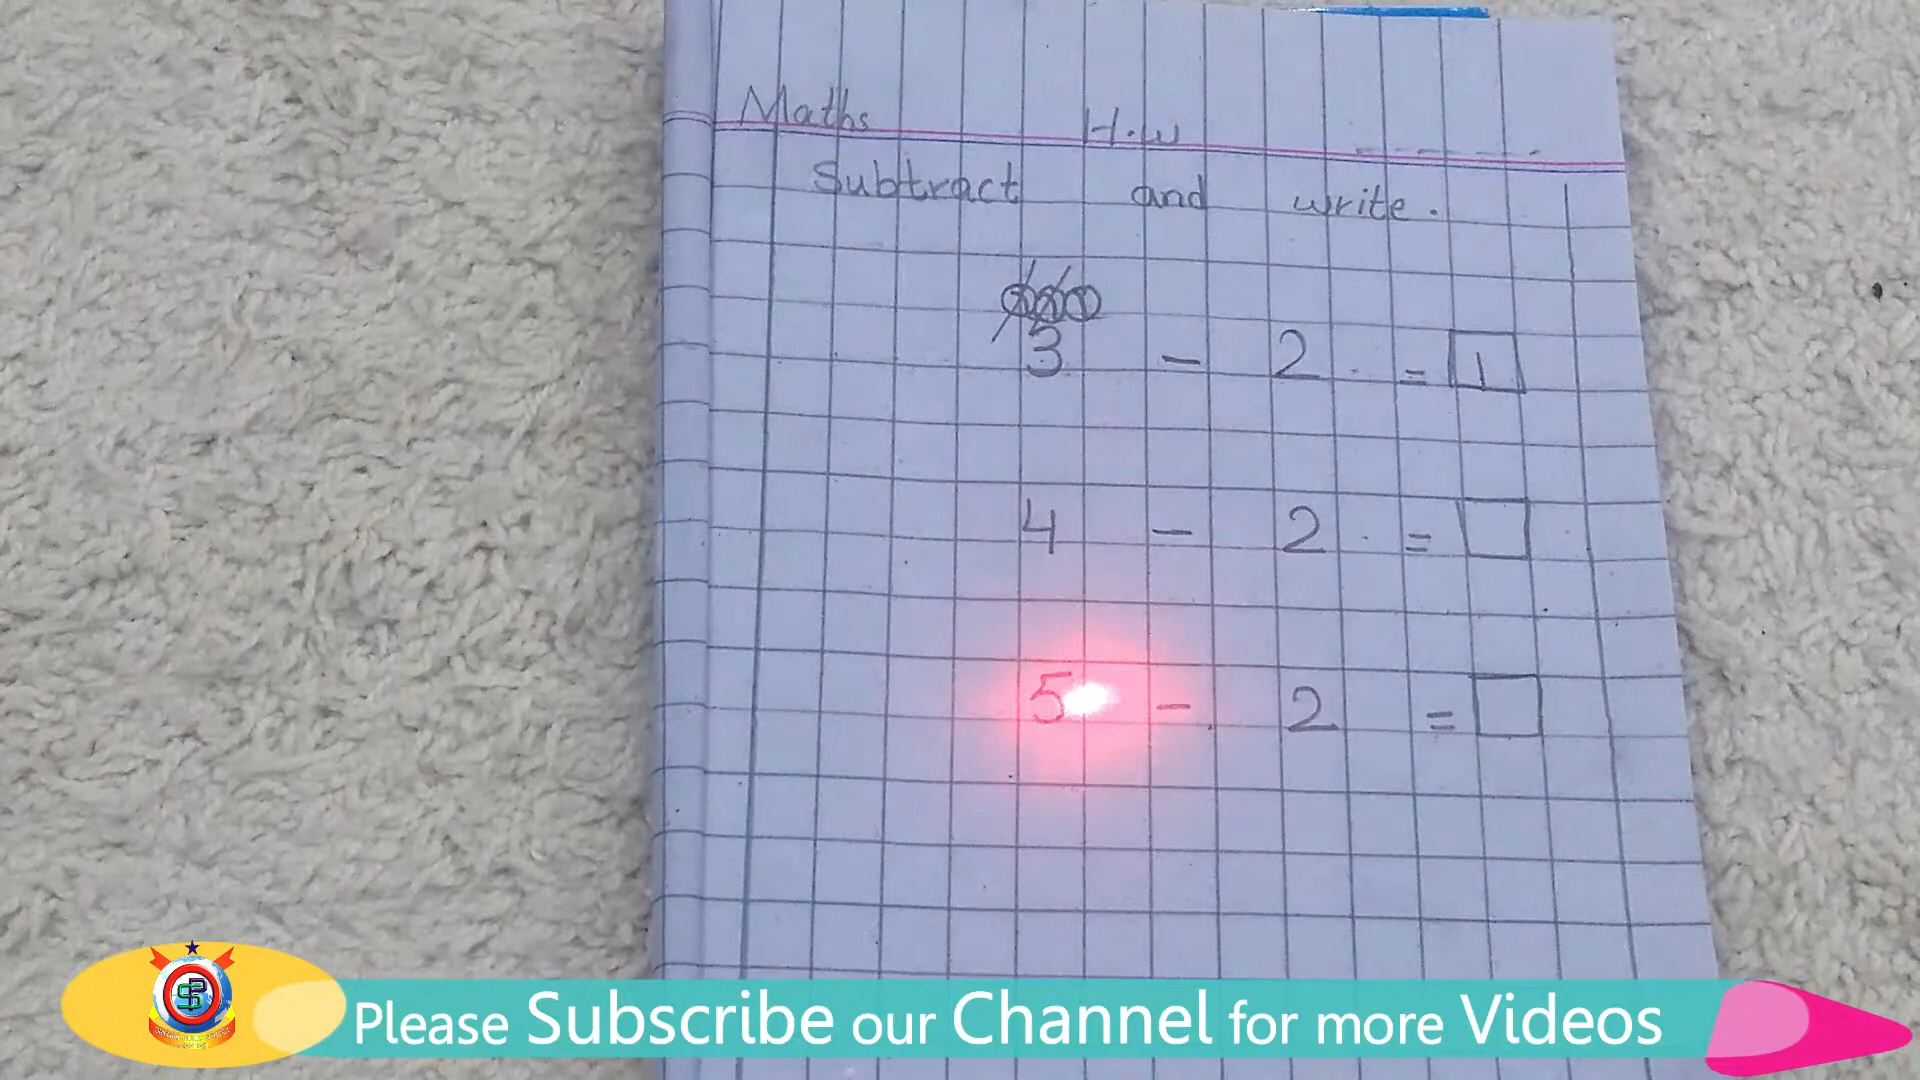 Maths H.W
Subtract and write.
3 - 2 = 1
4 - 2 =
5 - 2 =
Please Subscribe our Channel for more Videos